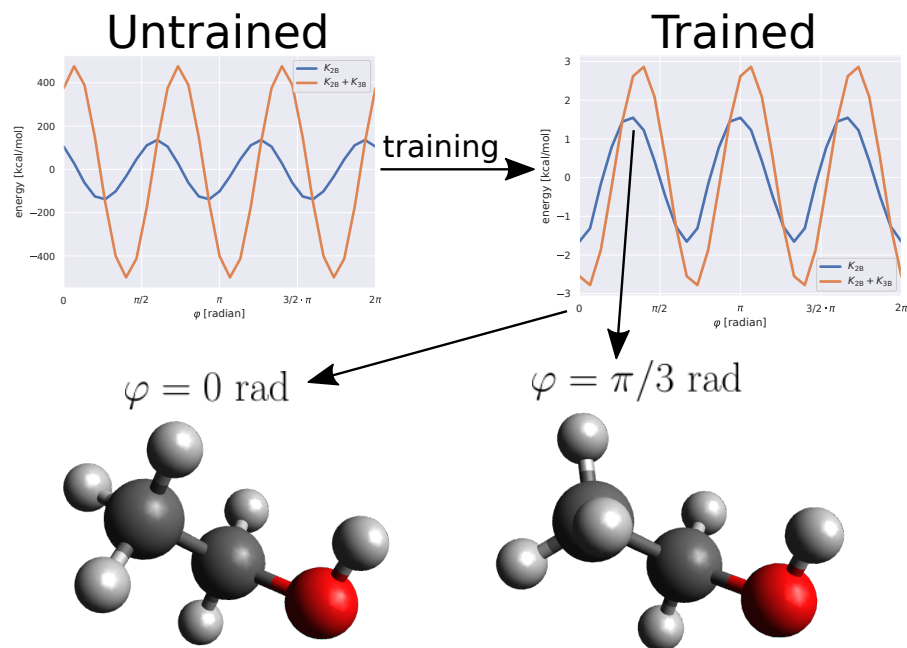 Untrained
400
200
0
−200
−400
energy [kcal/mol]
K2B
K2B + K3B
0
π/2
π
3/2 · π
2π
φ [radian]
training
Trained
3
2
1
0
−1
−2
−3
energy [kcal/mol]
K2B
K2B + K3B
0
π/2
π
3/2 · π
2π
φ [radian]
φ = 0 rad
φ = π/3 rad